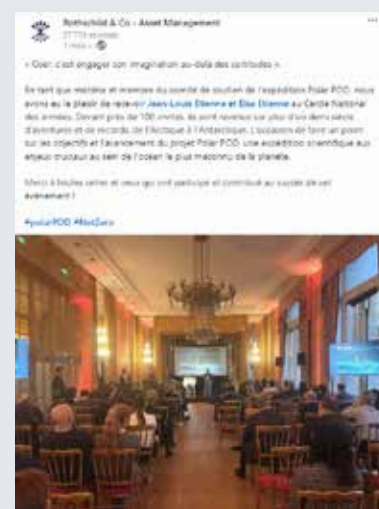 Rothschild & Co - Asset Management
1 mois •
« Oser, c'est engager son imagination au-delà des certitudes »
En tant que mécène et membre du comité de soutien de l'expédition Polar POD, nous
avons eu le plaisir de recevoir Jean-Louis Etienne et Elsa Etienne au Cercle National
des armées. Devant près de 100 invités, ils sont revenus sur plus d'un demi-siècle
d'aventures et de records, de l'Arctique à l'Antarctique. L'occasion de faire un point
sur les objectifs et l'avancement du projet Polar POD, une expédition scientifique aux
enjeux cruciaux au sein de l'océan le plus méconnu de la planète.
Merci à toutes celles et ceux qui ont participé et contribué au succès de cet
événement !
#polarPOD #NetZero